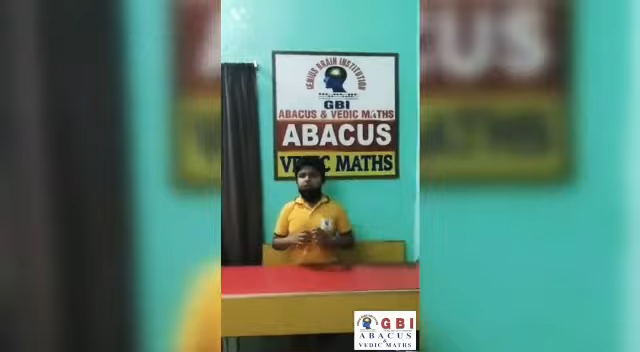 GENIUS BRAIN INSTITUTION
GBI
ABACUS & VEDIC MATHS
ABACUS
VEDIC MATHS
GBI
ABACUS
&
VEDIC MATHS